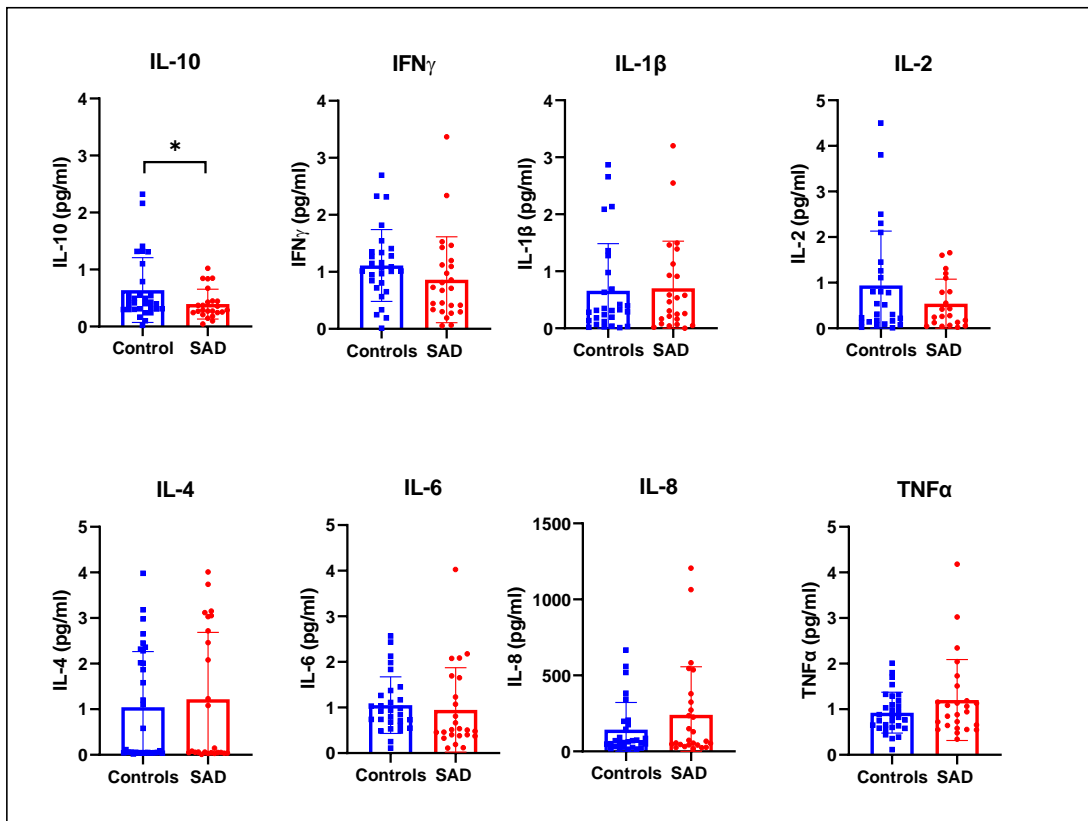 IL-10
4
3
2
1
0
IL-10 (pg/ml)
*
Control SAD
IFNγ
4
3
2
1
0
IFNγ (pg/ml)
Controls SAD
IL-1β
4
3
2
1
0
IL-1β (pg/ml)
Controls SAD
IL-2
5
4
3
2
1
0
IL-2 (pg/ml)
Controls SAD
IL-4
5
4
3
2
1
0
IL-4 (pg/ml)
Controls SAD
IL-6
5
4
3
2
1
0
IL-6 (pg/ml)
Controls SAD
IL-8
1500
1000
500
0
IL-8 (pg/ml)
Controls SAD
TNFα
5
4
3
2
1
0
TNFα (pg/ml)
Controls SAD